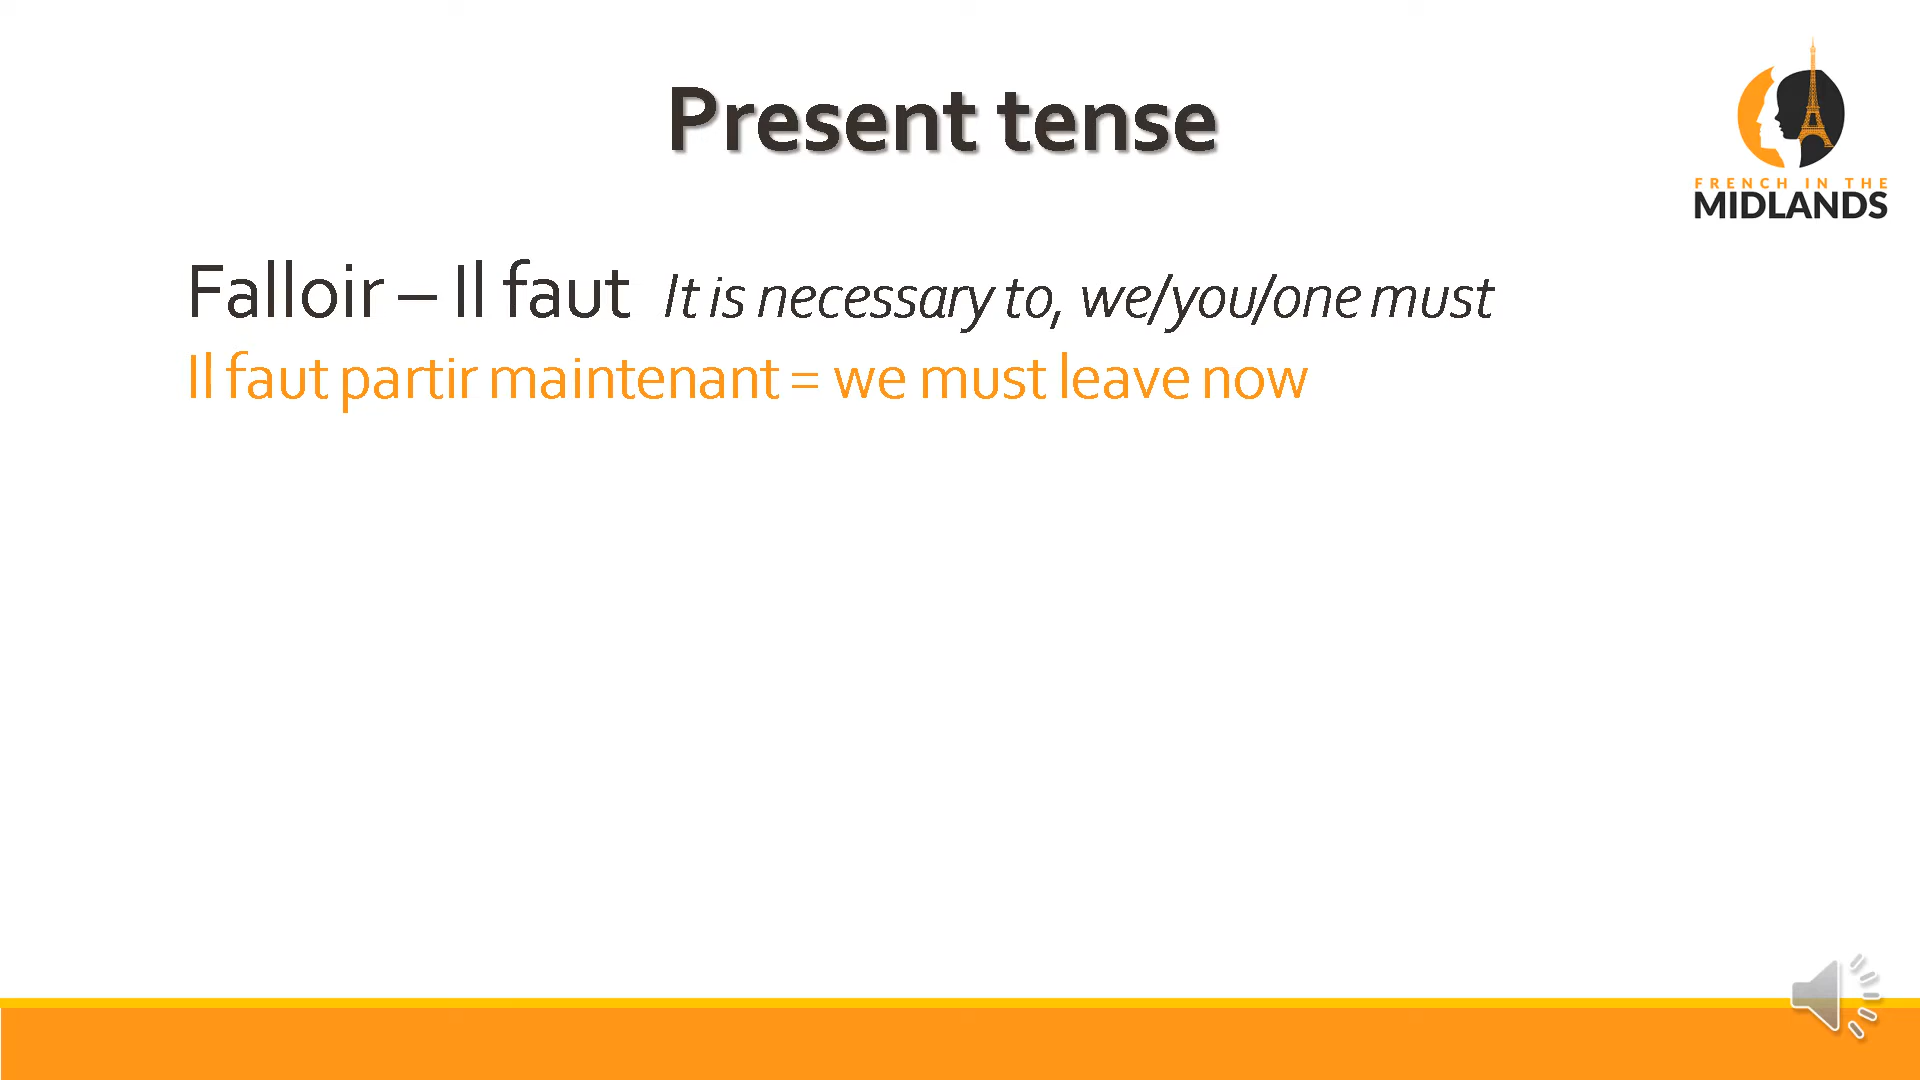 Present tense
FRENCH IN THE
MIDLANDS
Falloir – Il faut It is necessary to, we/you/one must
Il faut partir maintenant = we must leave now